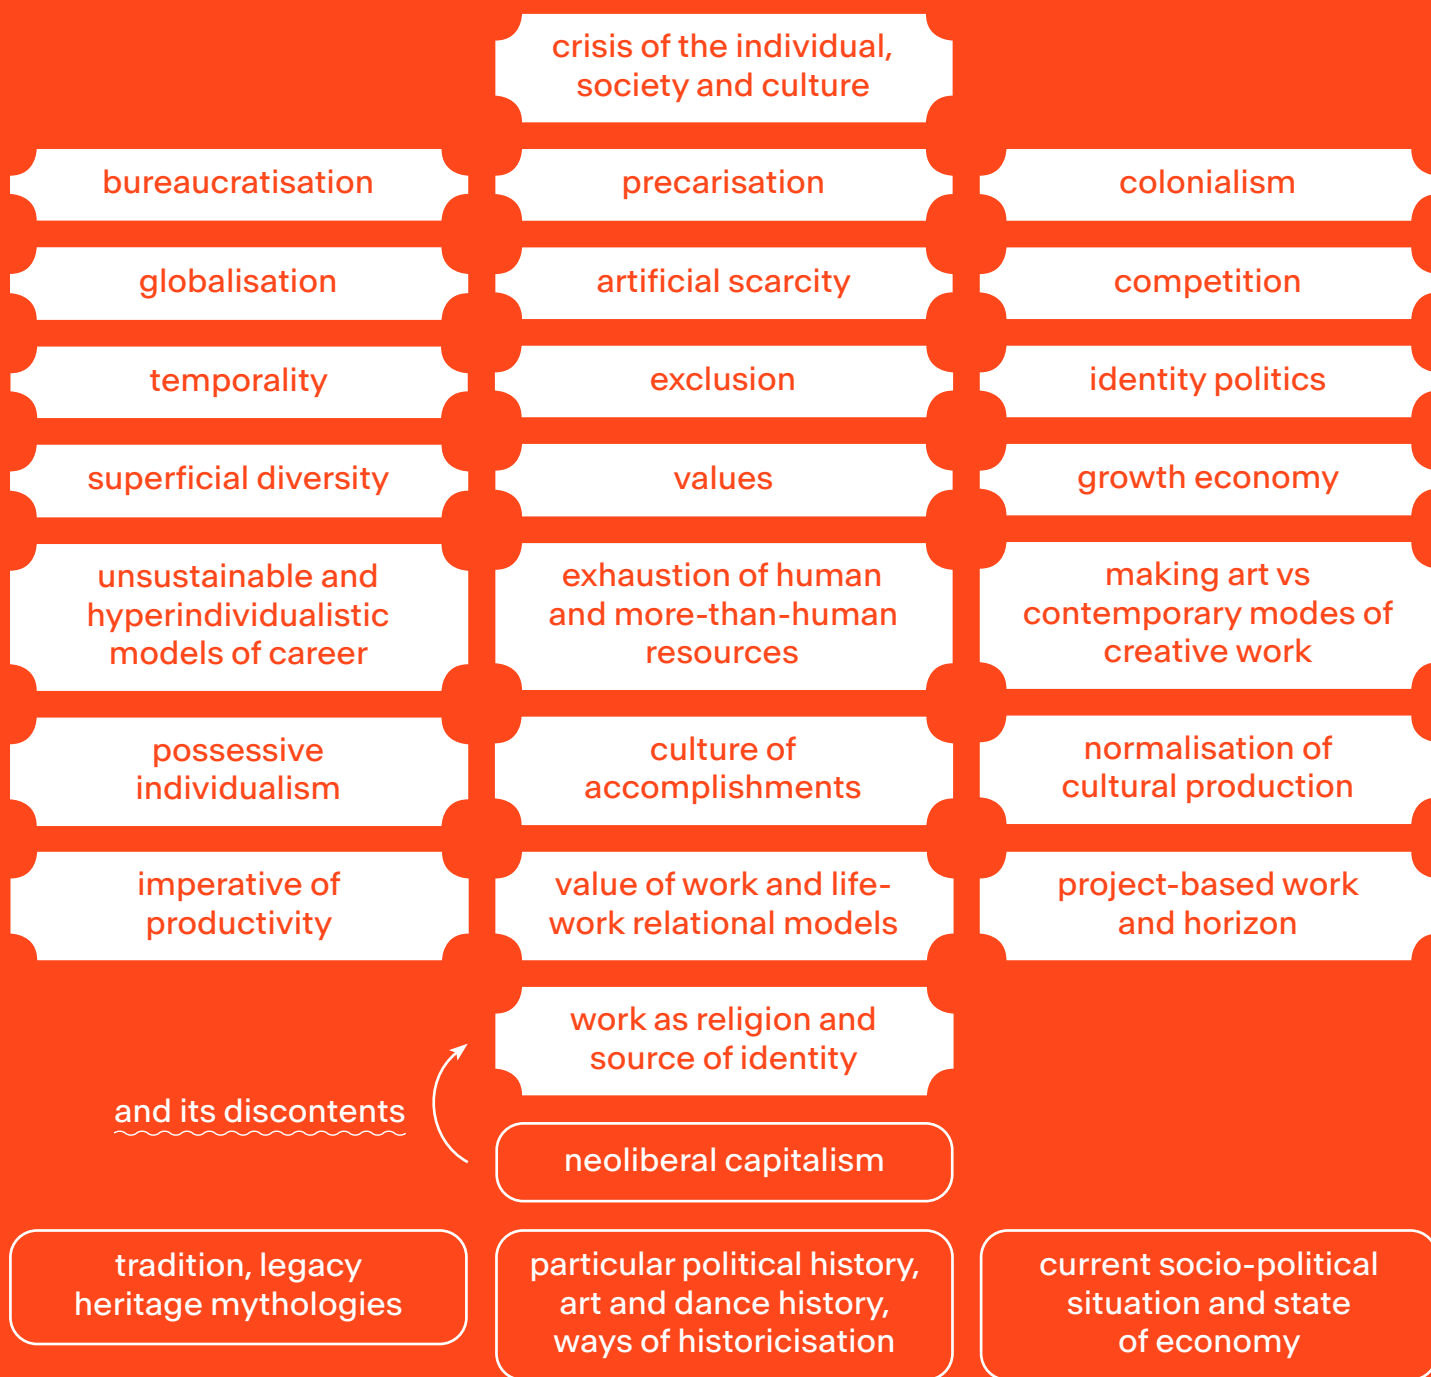 crisis of the individual,
society and culture
bureaucratisation
precarisation
colonialism
globalisation
artificial scarcity
competition
temporality
exclusion
identity politics
superficial diversity
values
growth economy
unsustainable and
hyperindividualistic
models of career
exhaustion of human
and more-than-human
resources
making art vs
contemporary modes of
creative work
possessive
individualism
culture of
accomplishments
normalisation of
cultural production
imperative of
productivity
value of work and life-
work relational models
project-based work
and horizon
work as religion and
source of identity
and its discontents
neoliberal capitalism
tradition, legacy
heritage mythologies
particular political history,
art and dance history,
ways of historicisation
current socio-political
situation and state
of economy